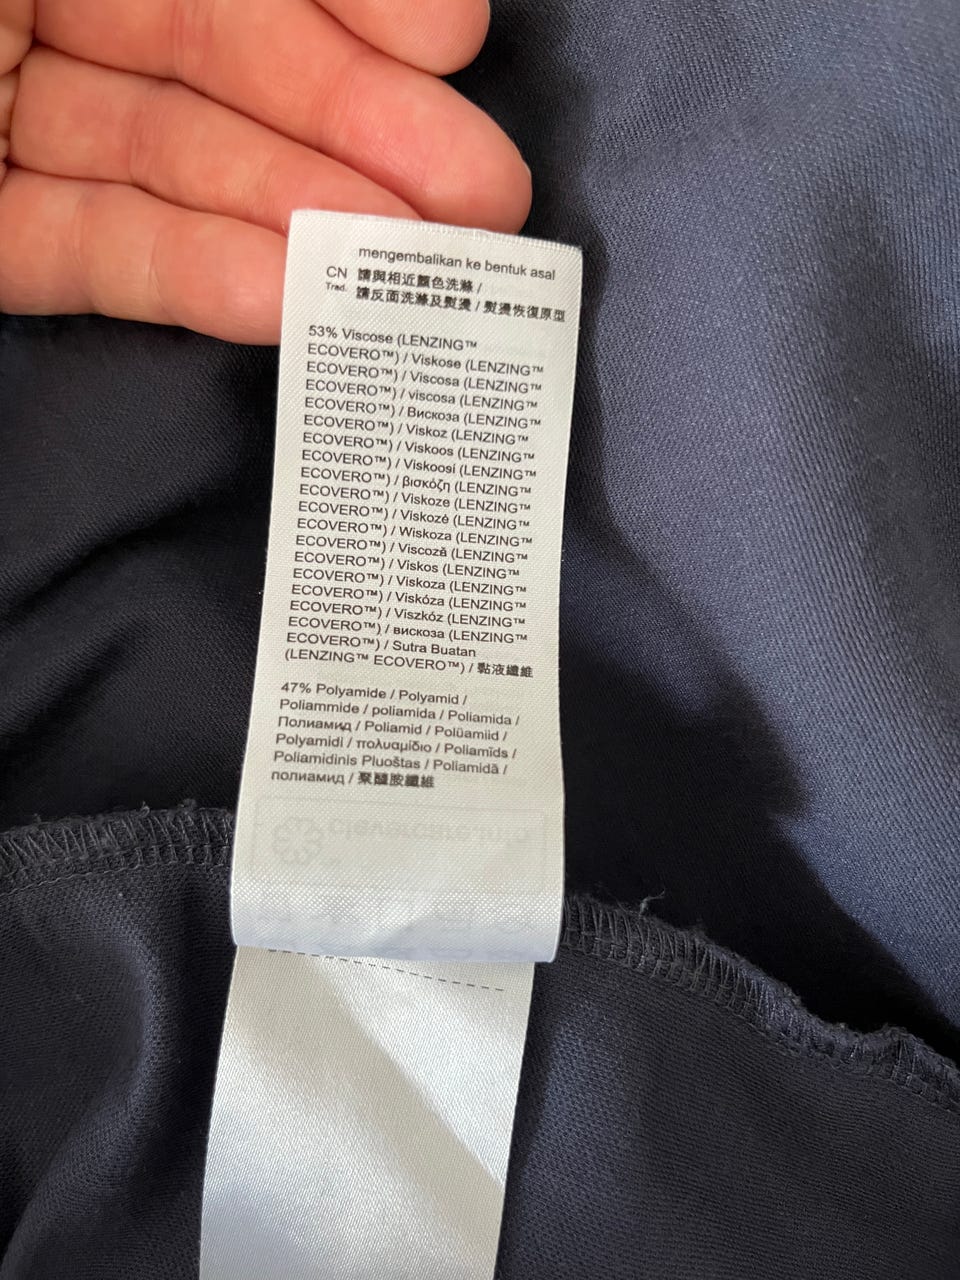 mengembalikan ke bentuk asal
CN 請與相近顏色洗滌 /
Trad. 請反面洗滌及熨燙 / 熨燙恢復原型
53% Viscose (LENZING™
ECOVERO™) / Viskose (LENZING™
ECOVERO™) / Viscosa (LENZING™
ECOVERO™) / viscosa (LENZING™
ECOVERO™) / Вискоза (LENZING™
ECOVERO™) / Viskoz (LENZING™
ECOVERO™) / Viskoos (LENZING™
ECOVERO™) / Viskoosi (LENZING™
ECOVERO™) / βισκόζη (LENZING™
ECOVERO™) / Viskoze (LENZING™
ECOVERO™) / Viskozė (LENZING™
ECOVERO™) / Wiskoza (LENZING™
ECOVERO™) / Viscoză (LENZING™
ECOVERO™) / Viskos (LENZING™
ECOVERO™) / Viskoza (LENZING™
ECOVERO™) / Viskóza (LENZING™
ECOVERO™) / Viszkóz (LENZING™
ECOVERO™) / вискоза (LENZING™
ECOVERO™) / Sutra Buatan
(LENZING™ ECOVERO™) / 黏液纖維
47% Polyamide / Polyamid /
Poliammide / poliamida / Poliamida /
Полиамид / Poliamid / Polüamiid /
Polyamidi / πολυαμίδιο / Poliamīds /
Poliamidinis Pluoštas / Poliamidă /
полиамид / 聚醯胺纖維
clevercare.info